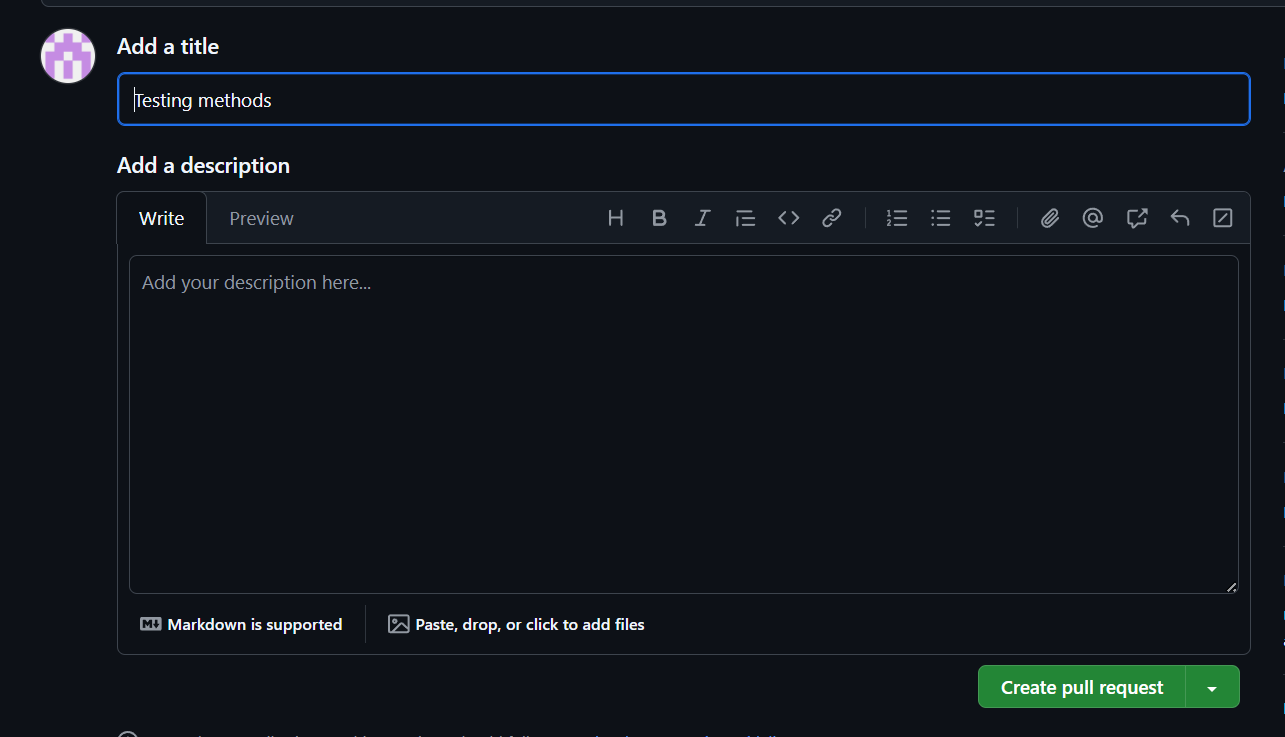 Add a title
Testing methods
Add a description
Write Preview
Add your description here...
Markdown is supported Paste, drop, or click to add files
Create pull request